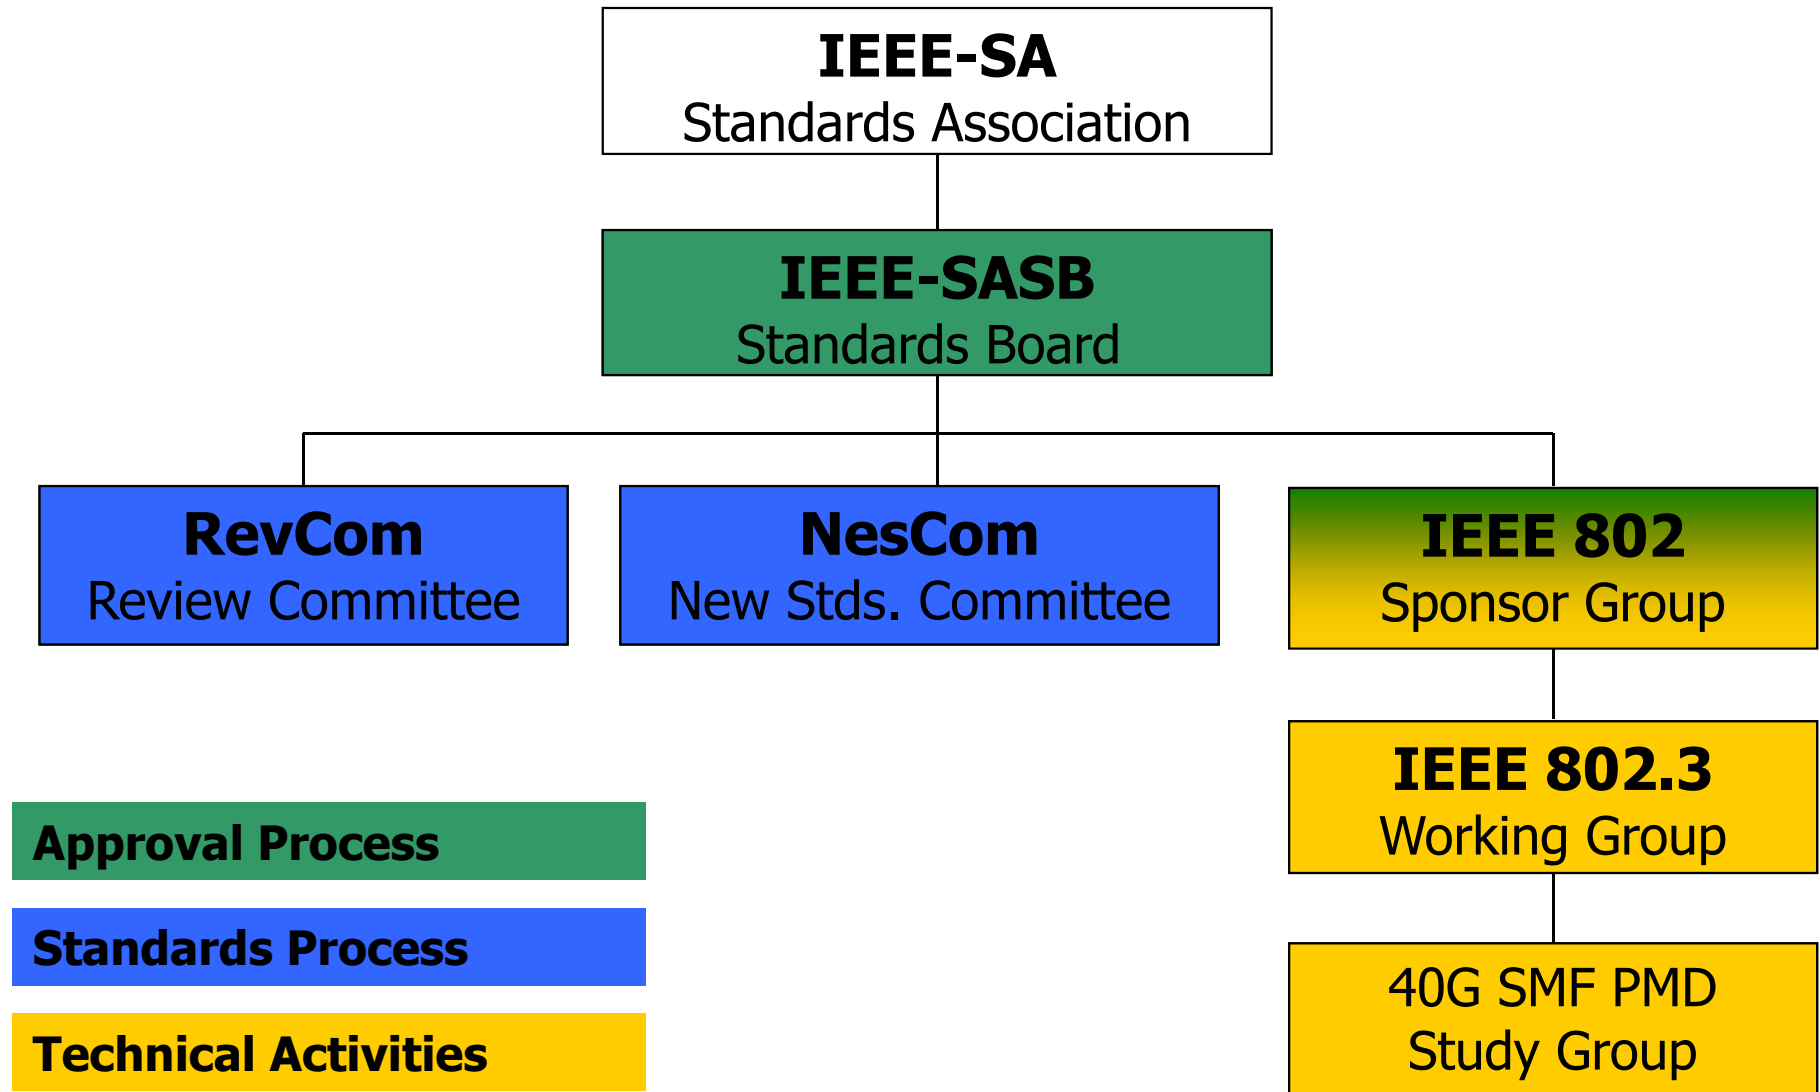 IEEE-SA
Standards Association
IEEE-SASB
Standards Board
RevCom
Review Committee
NesCom
New Stds. Committee
IEEE 802
Sponsor Group
IEEE 802.3
Working Group
40G SMF PMD
Study Group
Approval Process
Standards Process
Technical Activities